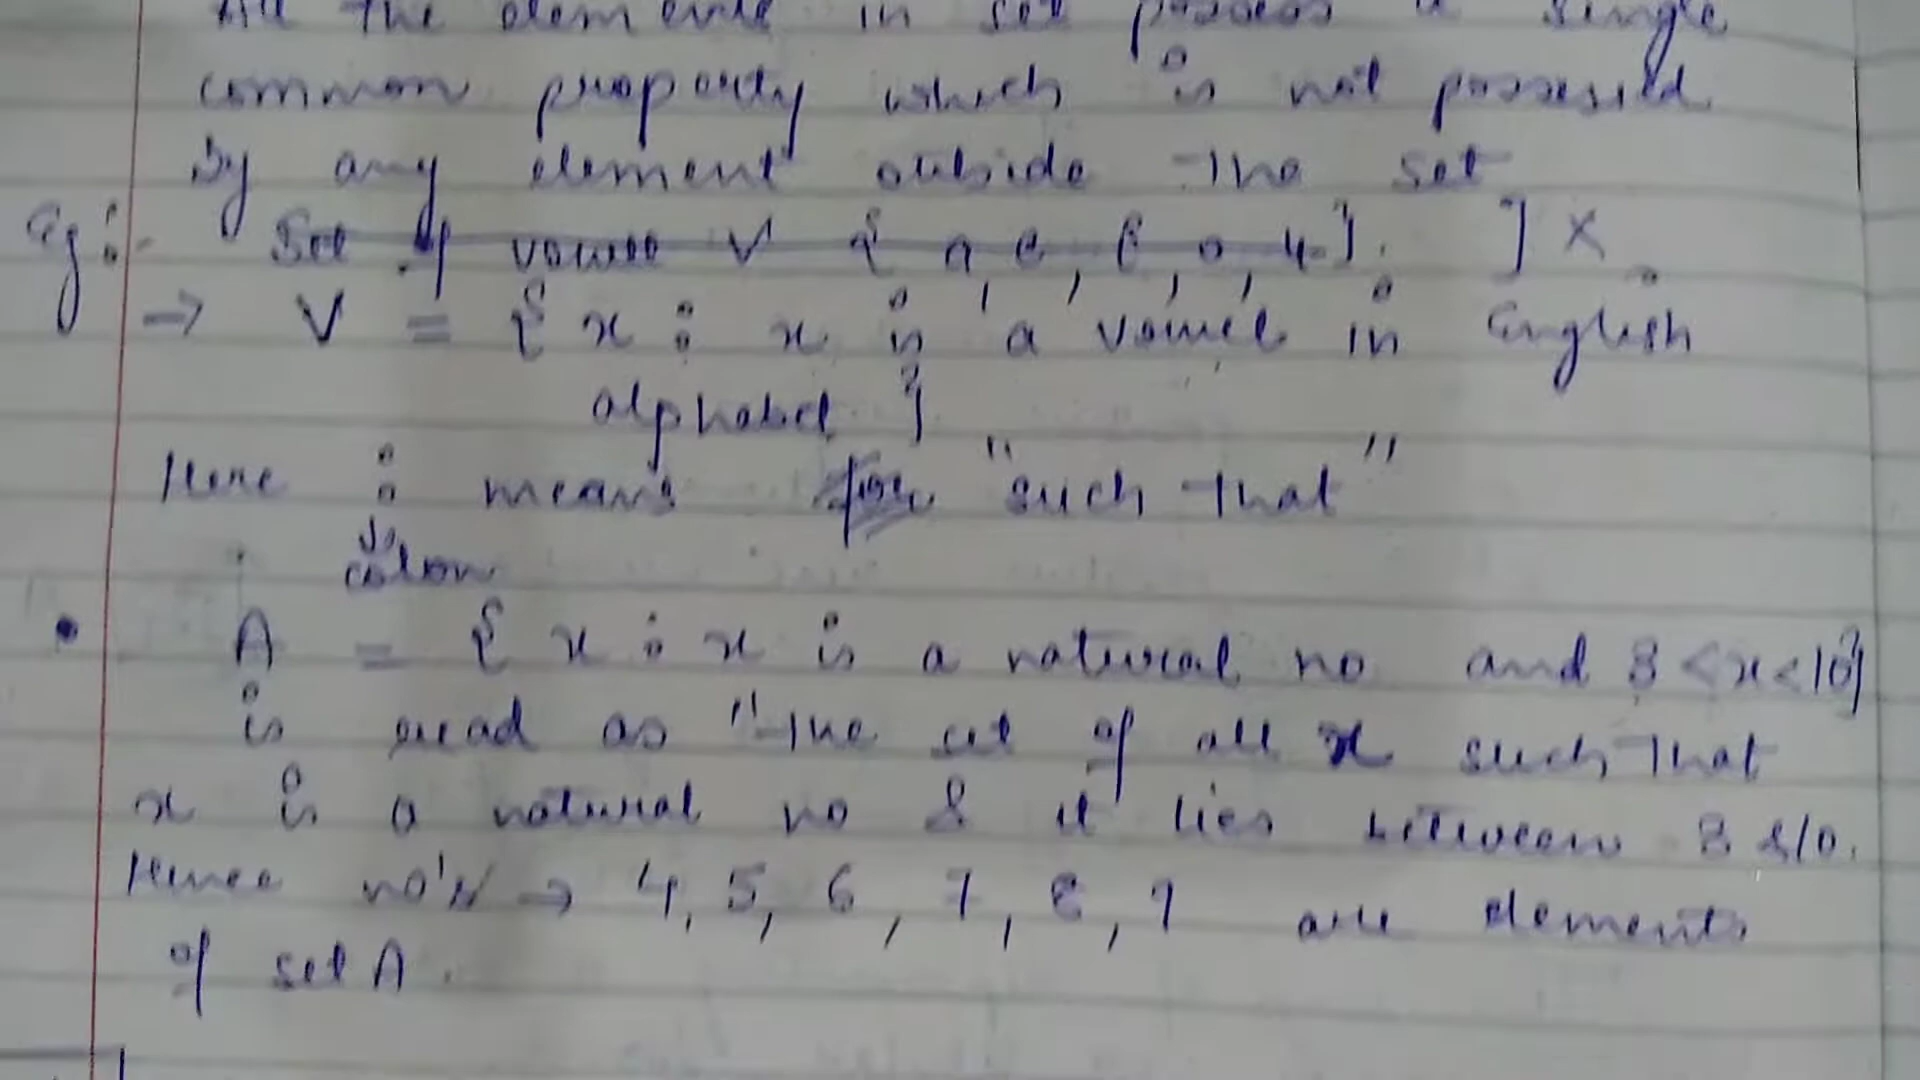 All the elements in set possess a single
common property which is not possessed
by any element outside the set
Eg :- Set of vowels V { a, e, i, o, u } . ] X
→ V = { x : x is a vowel in English
alphabet }
Here : means for "such that"
↓
colon
• A = { x : x is a natural no and 3 < x < 10}
is read as "the set of all x such that
x is a natural no & it lies between 3 & 10.
Hence no's → 4, 5, 6, 7, 8, 9 are elements
of set A.